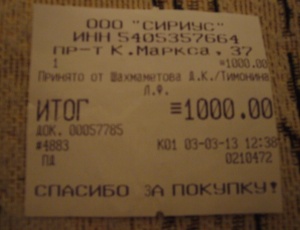 ООО "СИРИУС"
ИНН 5405357664
ПР-Т К.Маркса. 37
1 =1000.00
Принято от Шахмаметова А.К./Тимонина
Л.Ф.
ИТОГ =1000.00
ДОК. 00057785
#4883 К01 03-03-13 12:38
ПД 0210472
СПАСИБО ЗА ПОКУПКУ!